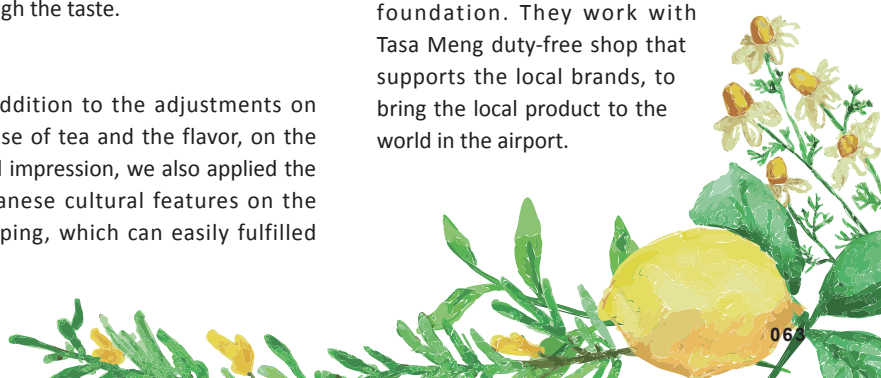 gh the taste.
ddition to the adjustments on
se of tea and the flavor, on the
l impression, we also applied the
anese cultural features on the
ping, which can easily fulfilled
foundation. They work with
Tasa Meng duty-free shop that
supports the local brands, to
bring the local product to the
world in the airport.
063